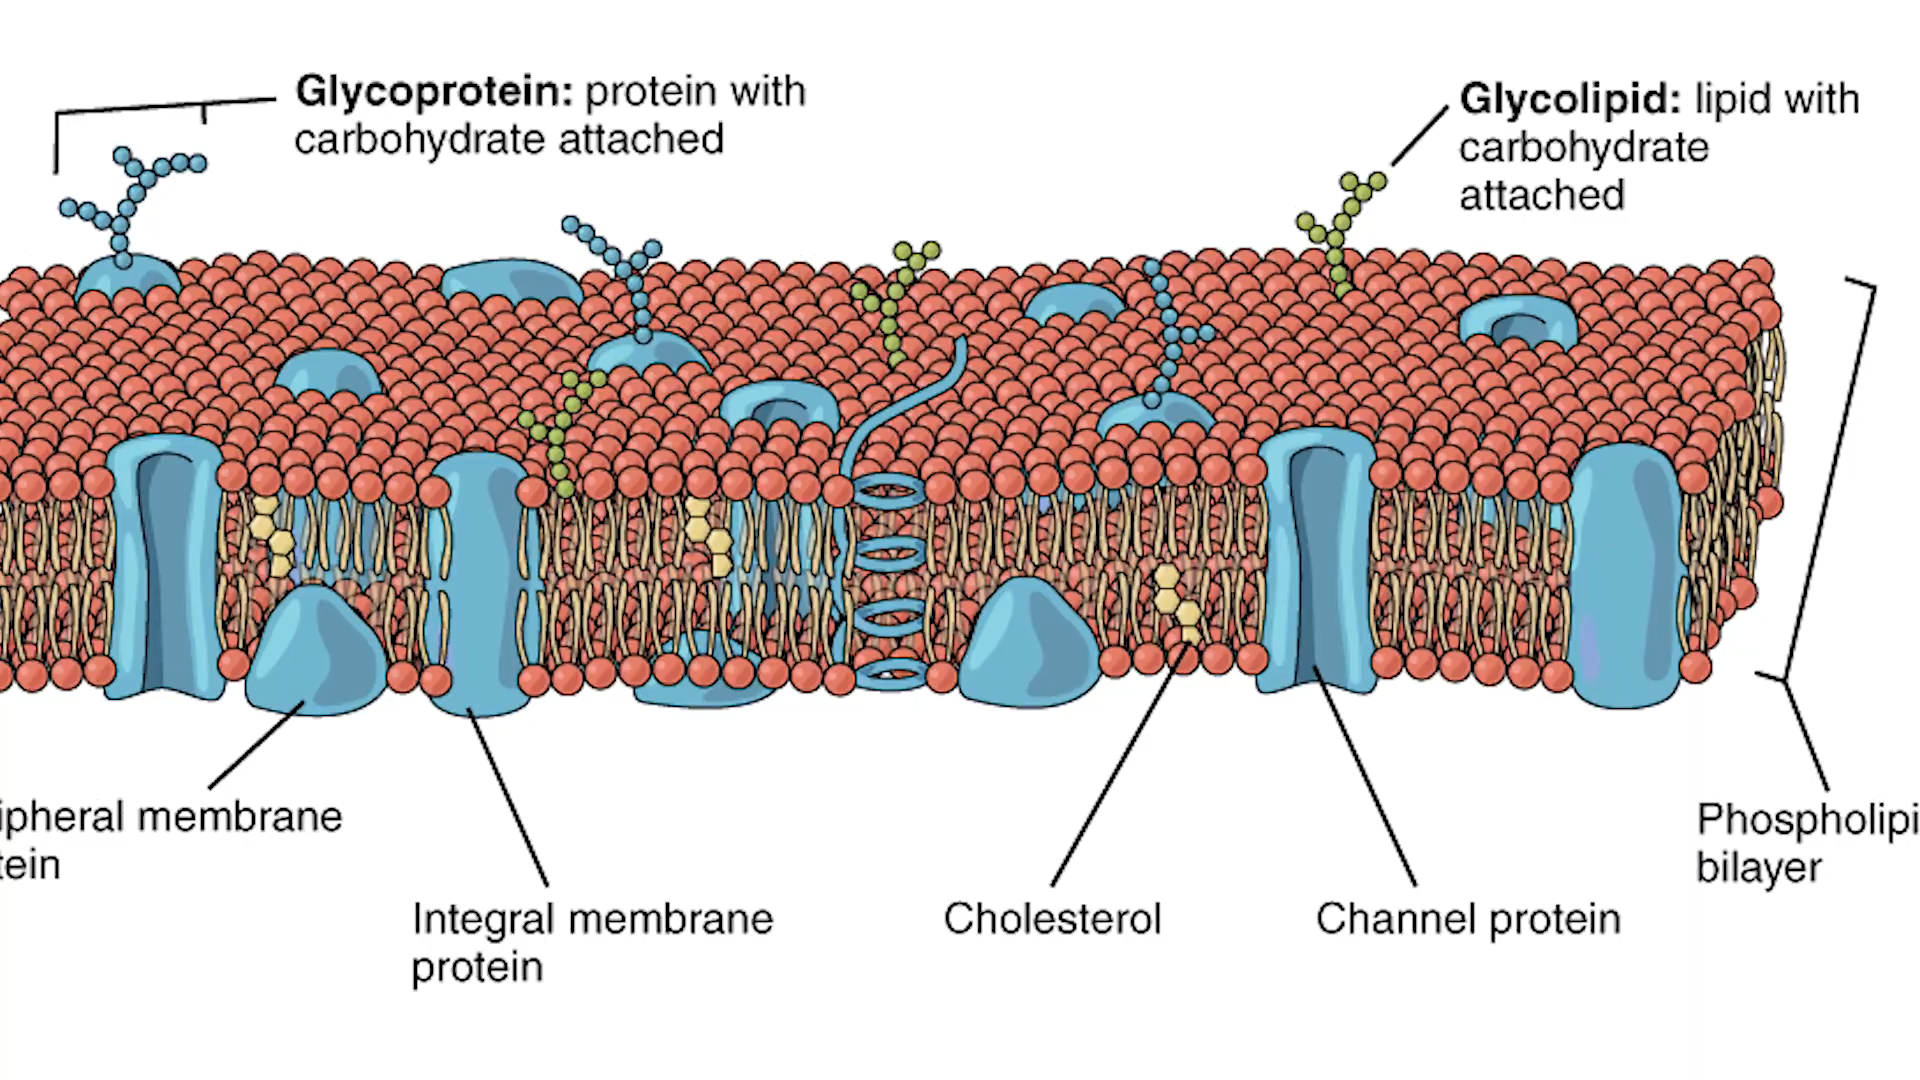 Glycoprotein: protein with
carbohydrate attached
Glycolipid: lipid with
carbohydrate
attached
ipheral membrane
tein
Integral membrane
protein
Cholesterol
Channel protein
Phospholipi
bilayer